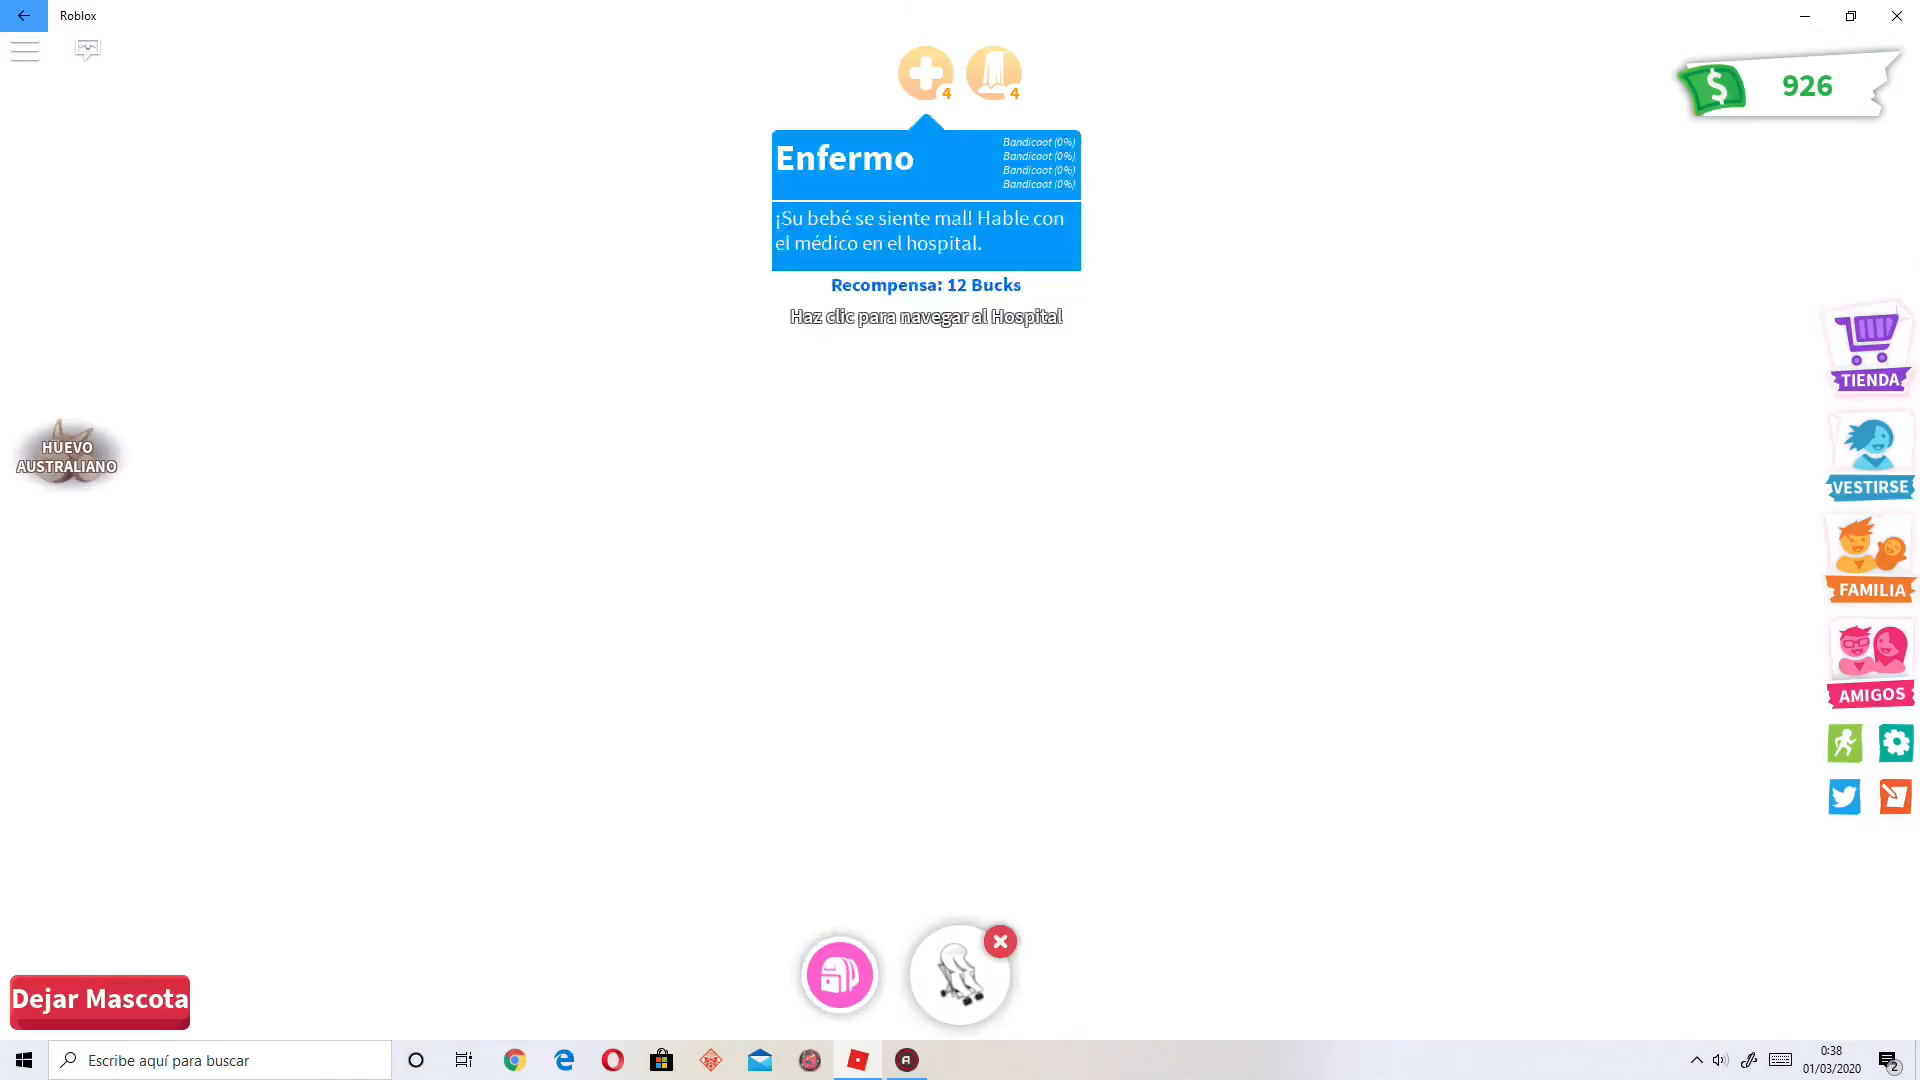 Roblox
4
4
926
Enfermo
Bandicoot (0%)
Bandicoot (0%)
Bandicoot (0%)
Bandicoot (0%)
¡Su bebé se siente mal! Hable con
el médico en el hospital.
Recompensa: 12 Bucks
Haz clic para navegar al Hospital
TIENDA
HUEVO
AUSTRALIANO
VESTIRSE
FAMILIA
AMIGOS
Dejar Mascota
Escribe aquí para buscar
0:38
01/03/2020
2